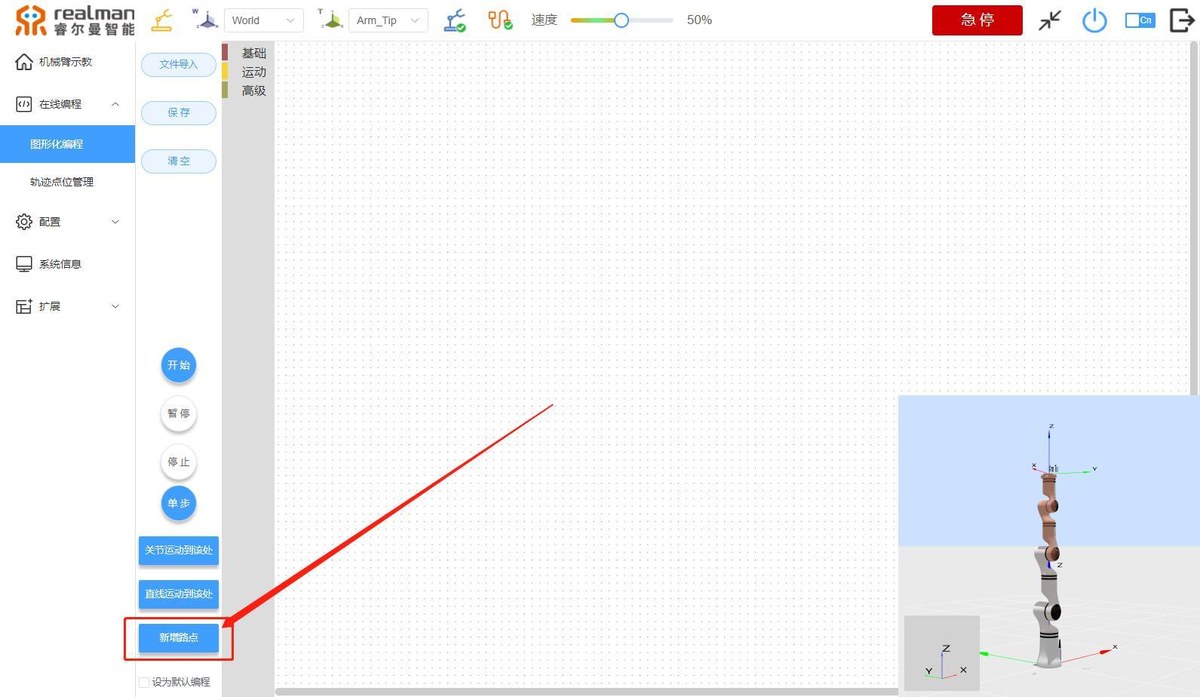 realman
睿尔曼智能
W
World
T
Arm_Tip
速度
50%
急停
Cn
机械臂示教
在线编程
图形化编程
轨迹点位管理
配置
系统信息
扩展
文件导入
保存
清空
基础
运动
高级
开始
暂停
停止
单步
关节运动到该处
直线运动到该处
新增路点
设为默认编程
Z
X
Y
Z
X
Z
Y
X